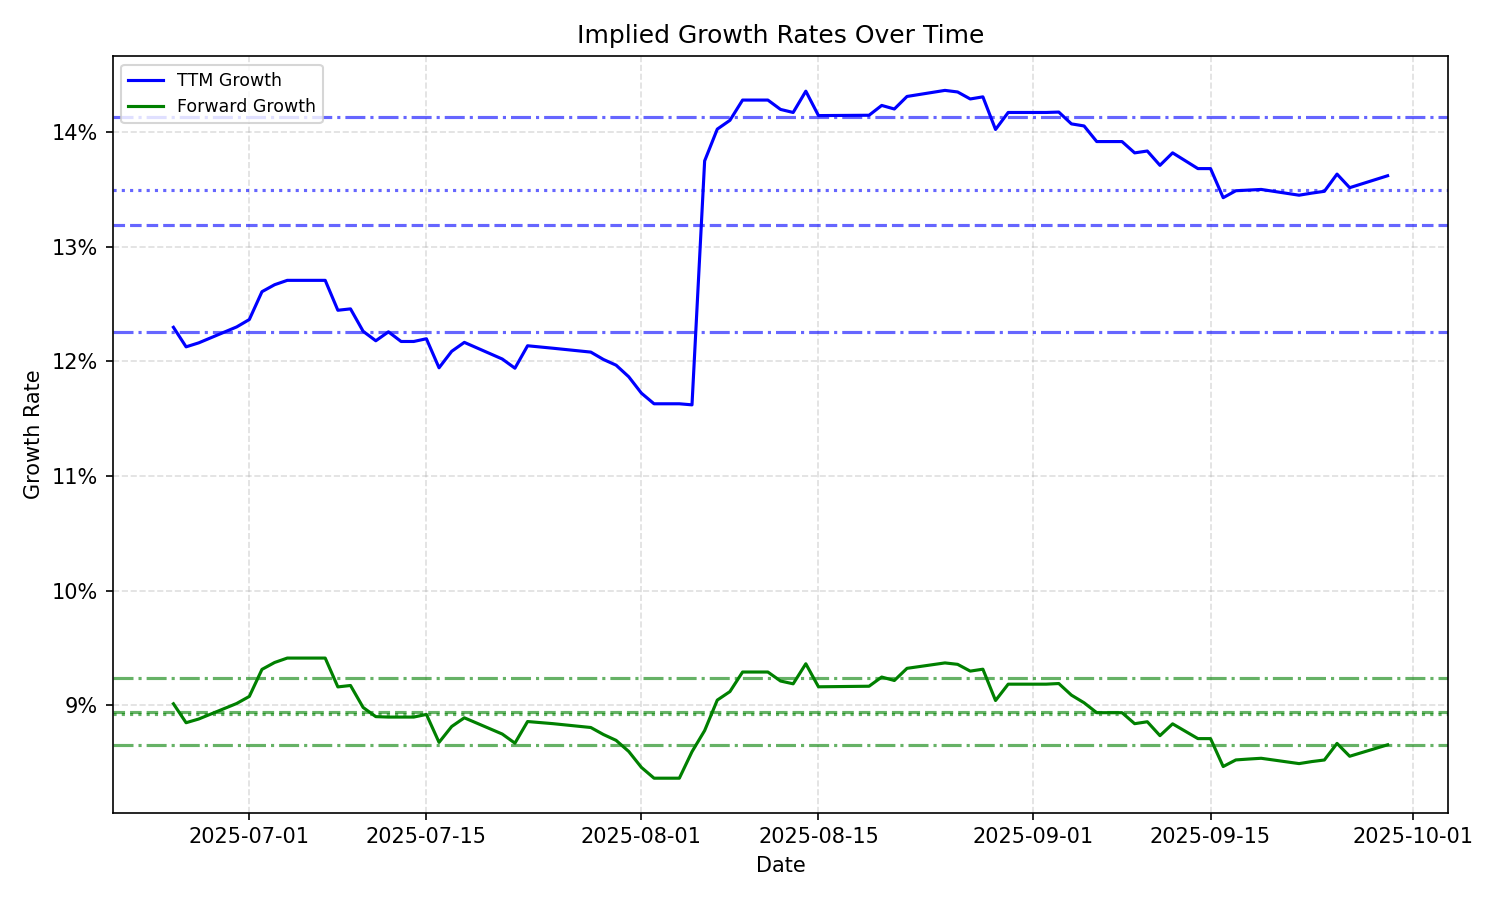 Implied Growth Rates Over Time
TTM Growth
Forward Growth
14%
13%
12%
11%
10%
9%
Growth Rate
2025-07-01 2025-07-15 2025-08-01 2025-08-15 2025-09-01 2025-09-15 2025-10-01
Date